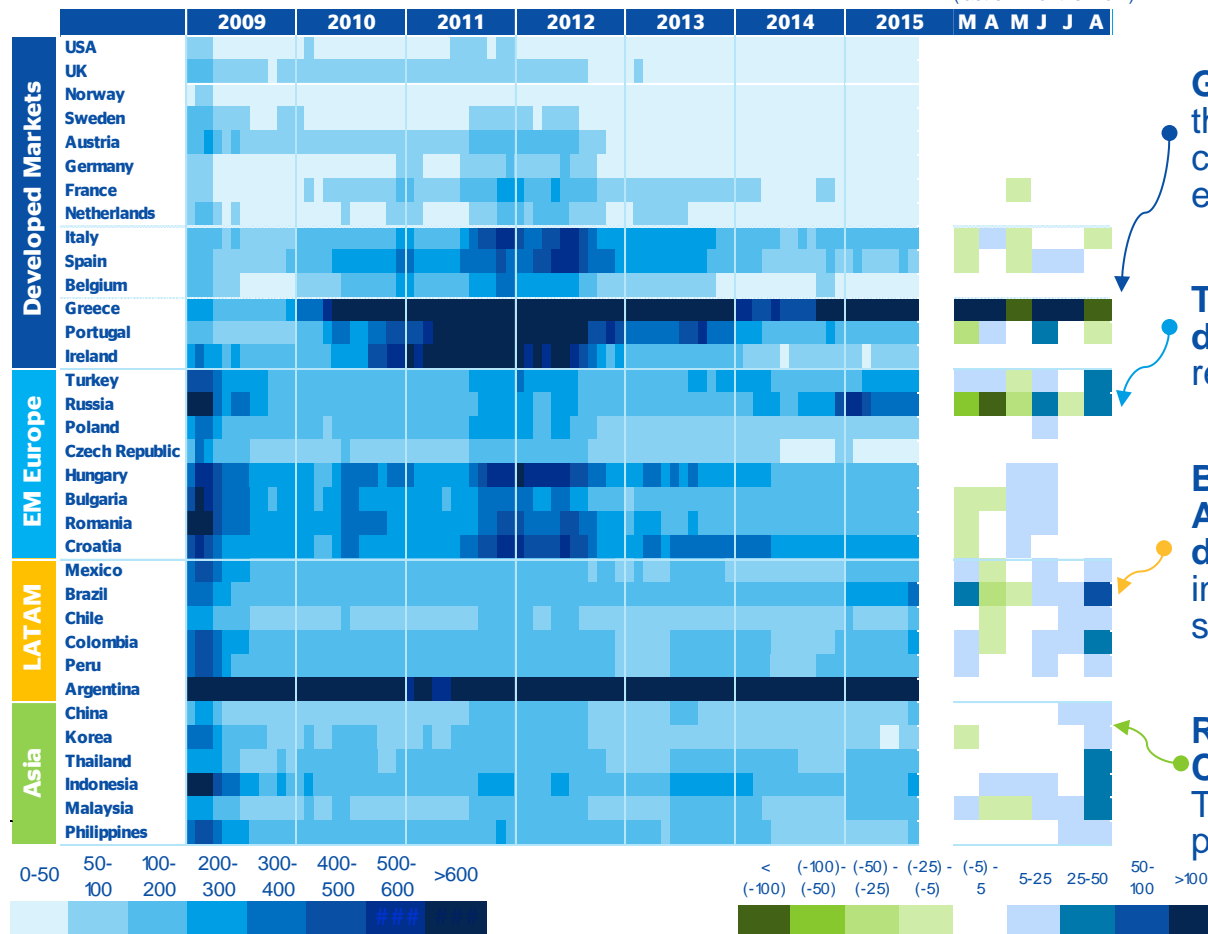 2009 2010 2011 2012 2013 2014 2015 M A M J J A
Developed Markets
USA
UK
Norway
Sweden
Austria
Germany
France
Netherlands
Italy
Spain
Belgium
Greece
Portugal
Ireland
EM Europe
Turkey
Russia
Poland
Czech Republic
Hungary
Bulgaria
Romania
Croatia
LATAM
Mexico
Brazil
Chile
Colombia
Peru
Argentina
Asia
China
Korea
Thailand
Indonesia
Malaysia
Philippines
G
th
c
e
T
d
re
E
A
d
in
s
R
C
T
p
0-50 50-100 100-200 200-300 300-400 400-500 500-600 >600
###
< (-100) (-100)-(-50) (-50) - (-25) (-25) - (-5) (-5) - 5 5-25 25-50 50-100 >100